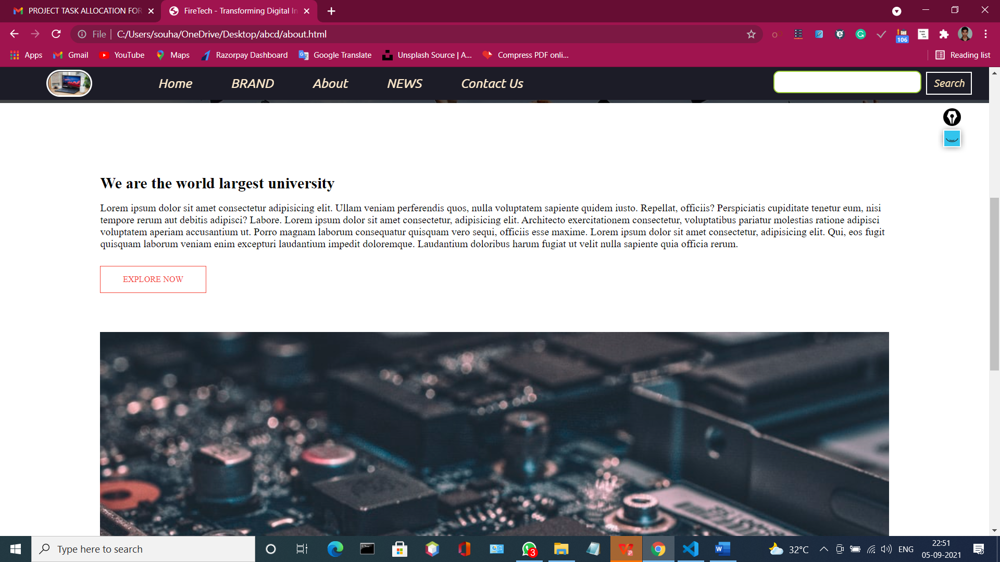 PROJECT TASK ALLOCATION FOR
FireTech - Transforming Digital In
File
C:/Users/souha/OneDrive/Desktop/abcd/about.html
106
Apps
Gmail
YouTube
Maps
Razorpay Dashboard
Google Translate
Unsplash Source | A...
Compress PDF onli...
Reading list
Home
BRAND
About
NEWS
Contact Us
Search
We are the world largest university
Lorem ipsum dolor sit amet consectetur adipisicing elit. Ullam veniam perferendis quos, nulla voluptatem sapiente quidem iusto. Repellat, officiis? Perspiciatis cupiditate tenetur eum, nisi
tempore rerum aut debitis adipisci? Labore. Lorem ipsum dolor sit amet consectetur, adipisicing elit. Architecto exercitationem consectetur, voluptatibus pariatur molestias ratione adipisci
voluptatem aperiam accusantium ut. Porro magnam laborum consequatur quisquam vero sequi, officiis esse maxime. Lorem ipsum dolor sit amet consectetur, adipisicing elit. Qui, eos fugit
quisquam laborum veniam enim excepturi laudantium impedit doloremque. Laudantium doloribus harum fugiat ut velit nulla sapiente quia officia rerum.
EXPLORE NOW
Type here to search
3
32°C
ENG
22:51
05-09-2021